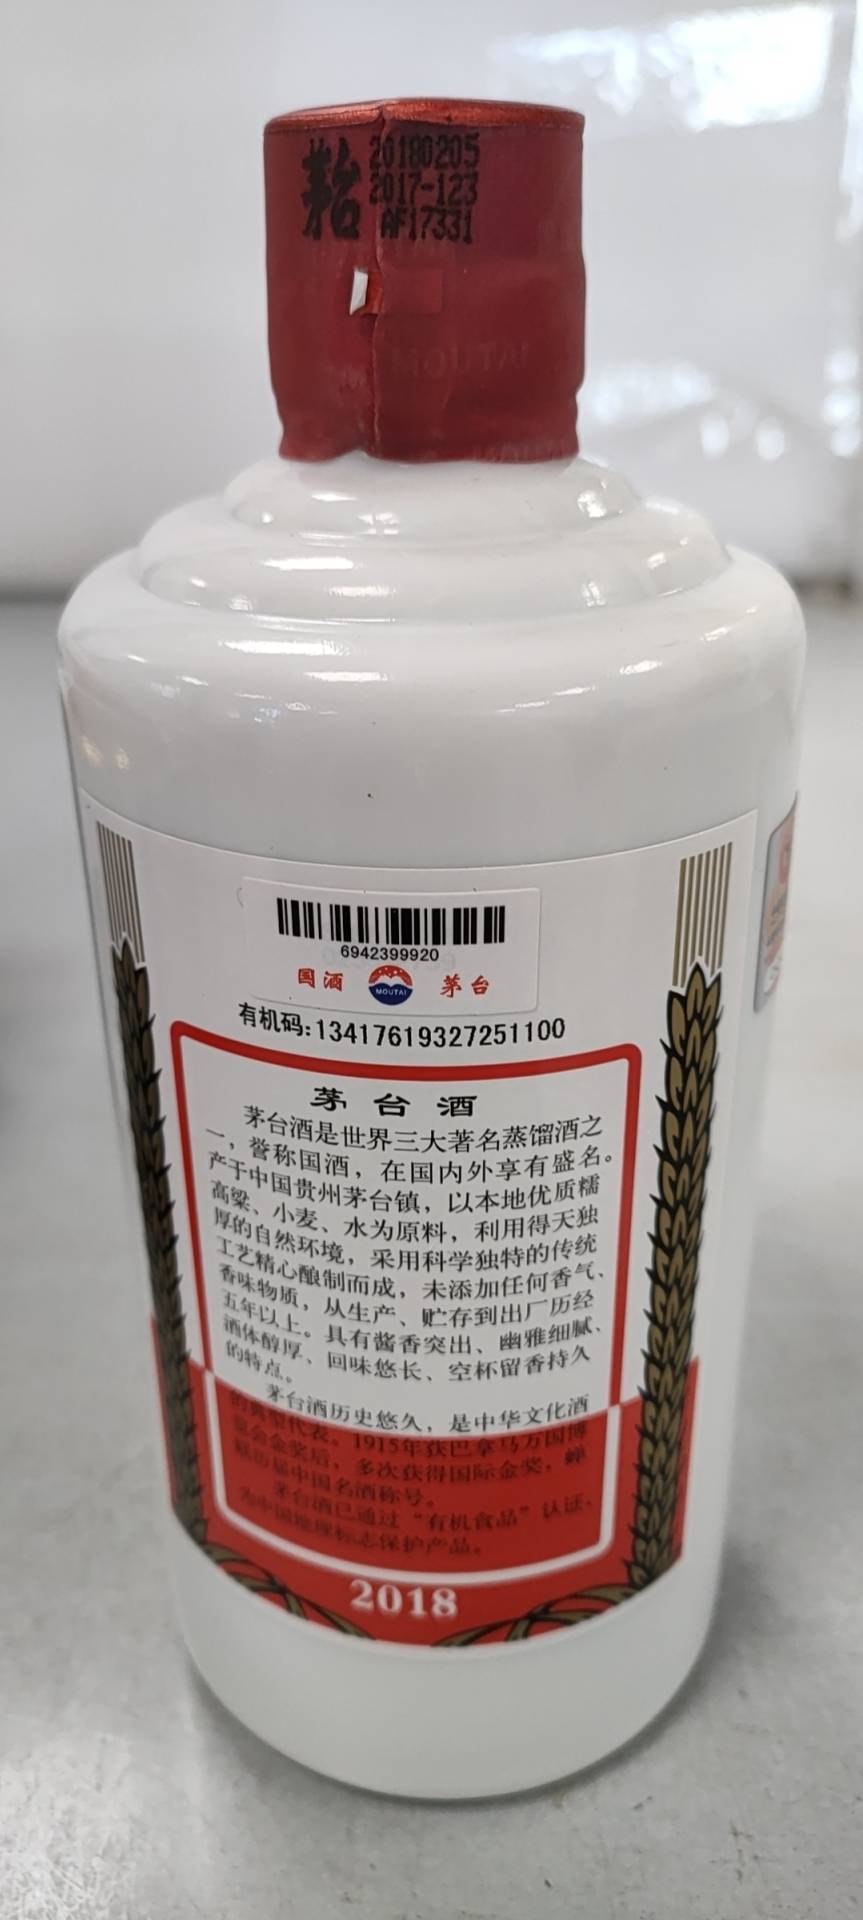 茅台
20180205
2017-123
AF17331
MOUTAI
6942399920
国酒
MOUTAI
茅台
有机码:13417619327251100
茅台酒
茅台酒是世界三大著名蒸馏酒之
一，誉称国酒，在国内外享有盛名。
产于中国贵州茅台镇，以本地优质糯
高粱、小麦、水为原料，利用得天独
厚的自然环境，采用科学独特的传统
工艺精心酿制而成，未添加任何香气、
香味物质，从生产、贮存到出厂历经
五年以上。具有酱香突出、幽雅细腻、
酒体醇厚、回味悠长、空杯留香持久
的特点。
茅台酒历史悠久，是中华文化酒
的典型代表。1915年获巴拿马万国博
览会金奖后，多次获得国际金奖，蝉
联历届中国名酒称号。
茅台酒已通过“有机食品”认证，
为中国地理标志保护产品。
2018